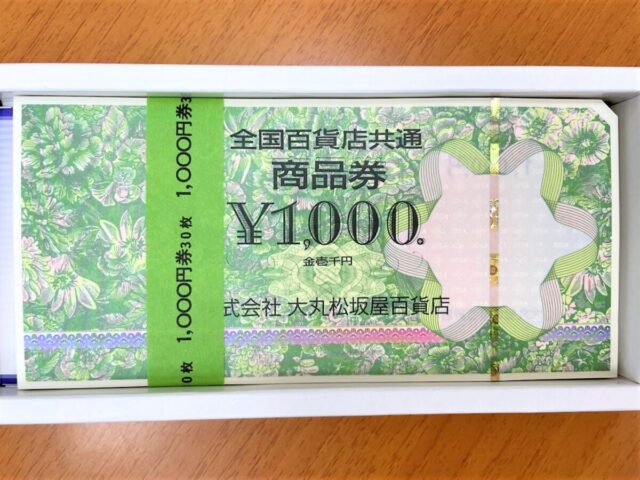 全国百貨店共通
商品券
¥1,000.
金壱千円
式会社 大丸松坂屋百貨店
0枚 1,000円券30枚 1,000円券3